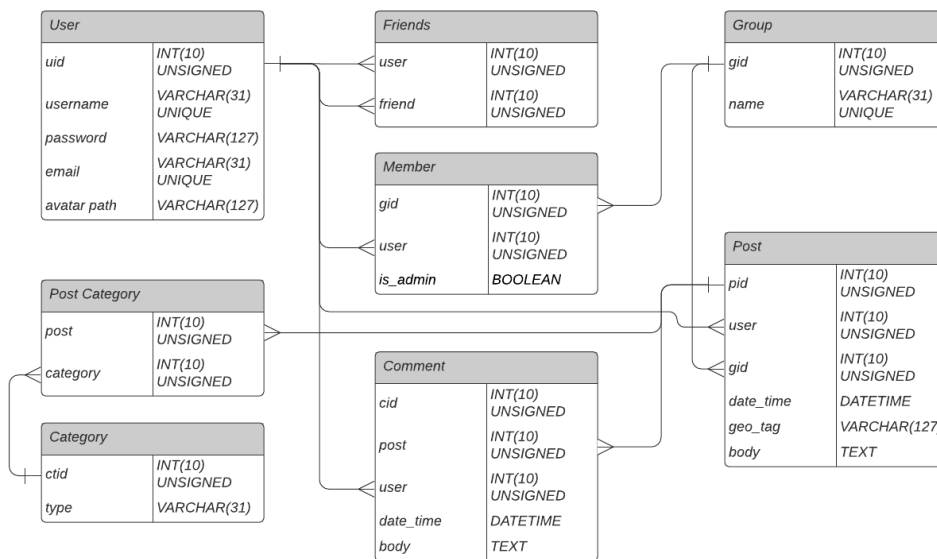 User
uid INT(10) UNSIGNED
username VARCHAR(31) UNIQUE
password VARCHAR(127)
email VARCHAR(31) UNIQUE
avatar path VARCHAR(127)
Friends
user INT(10) UNSIGNED
friend INT(10) UNSIGNED
Group
gid INT(10) UNSIGNED
name VARCHAR(31) UNIQUE
Member
gid INT(10) UNSIGNED
user INT(10) UNSIGNED
is_admin BOOLEAN
Post
pid INT(10) UNSIGNED
user INT(10) UNSIGNED
gid INT(10) UNSIGNED
date_time DATETIME
geo_tag VARCHAR(127)
body TEXT
Post Category
post INT(10) UNSIGNED
category INT(10) UNSIGNED
Category
ctid INT(10) UNSIGNED
type VARCHAR(31)
Comment
cid INT(10) UNSIGNED
post INT(10) UNSIGNED
user INT(10) UNSIGNED
date_time DATETIME
body TEXT